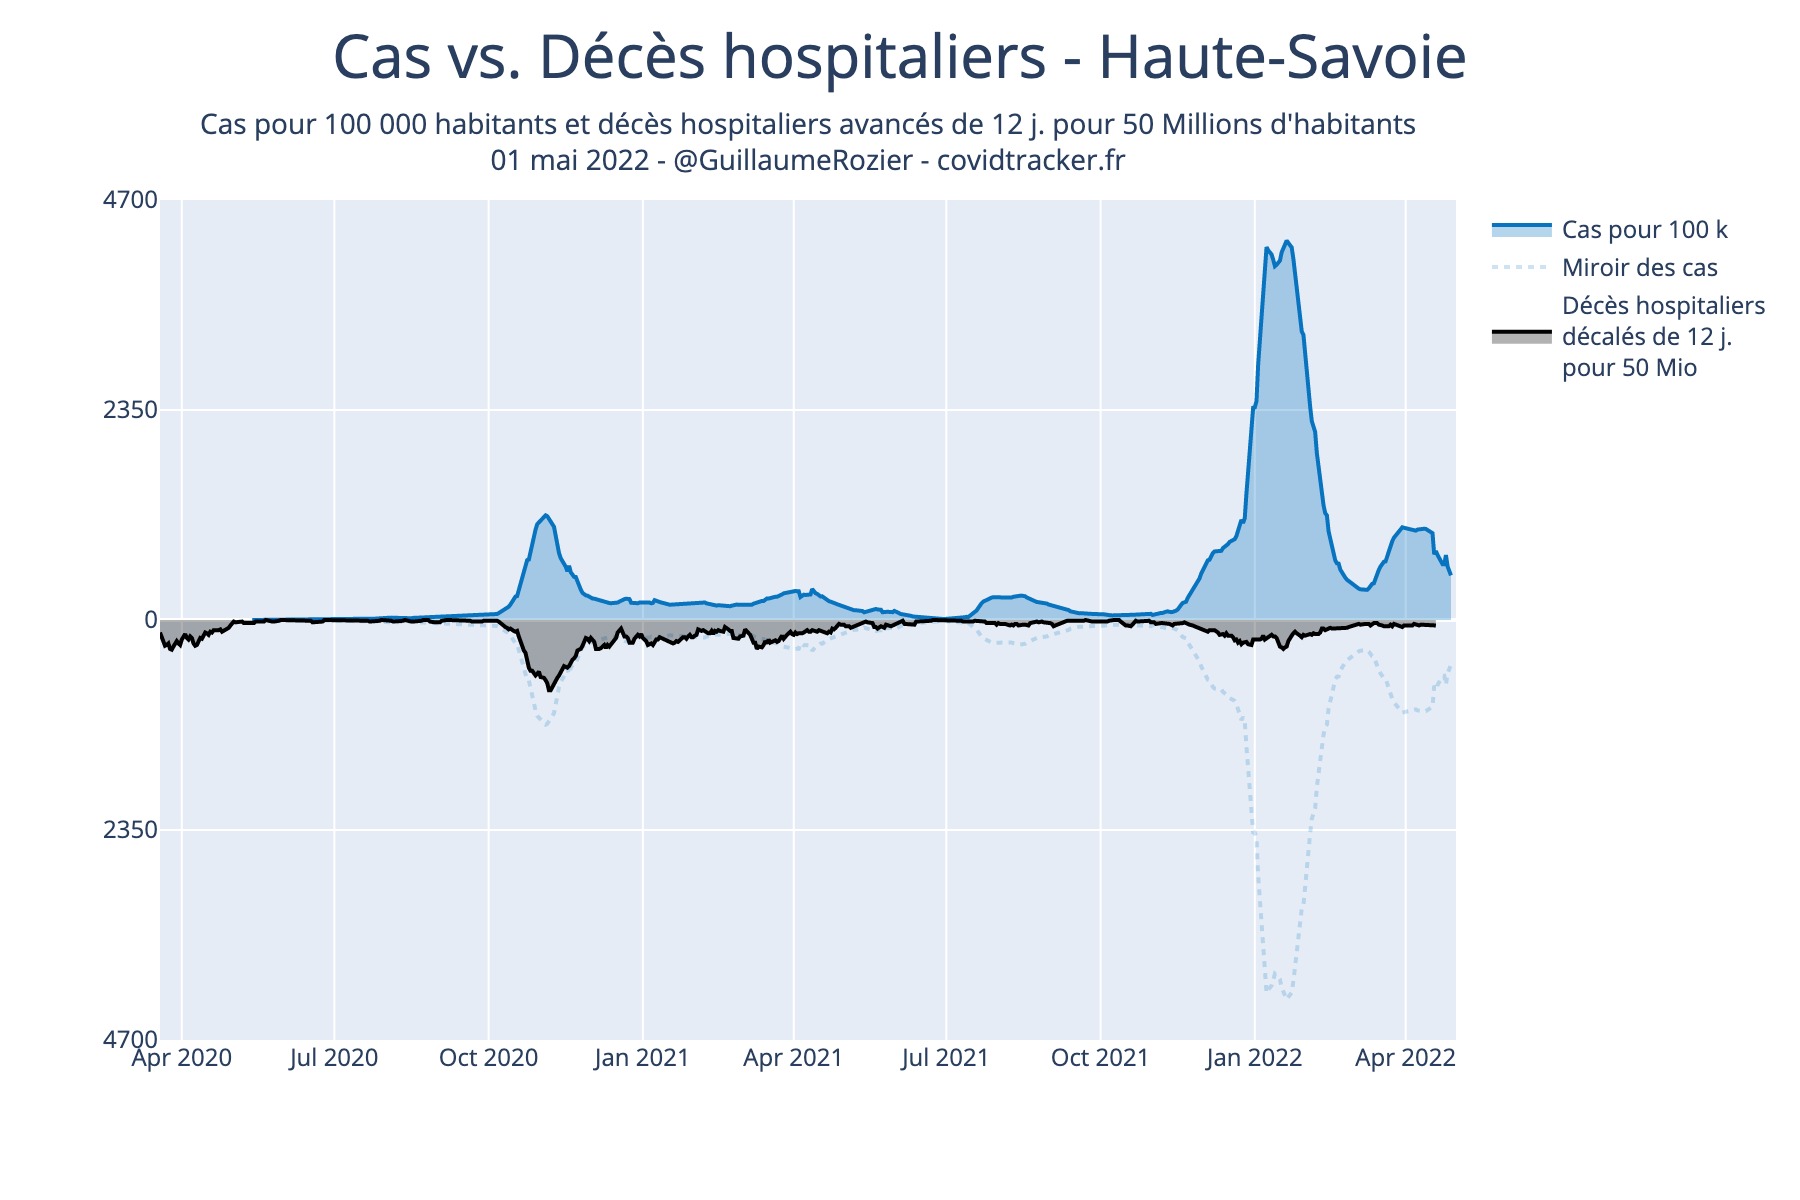 Cas vs. Décès hospitaliers - Haute-Savoie
Cas pour 100 000 habitants et décès hospitaliers avancés de 12 j. pour 50 Millions d'habitants
01 mai 2022 - @GuillaumeRozier - covidtracker.fr
4700
2350
0
2350
4700
Apr 2020
Jul 2020
Oct 2020
Jan 2021
Apr 2021
Jul 2021
Oct 2021
Jan 2022
Apr 2022
Cas pour 100 k
Miroir des cas
Décès hospitaliers
décalés de 12 j.
pour 50 Mio